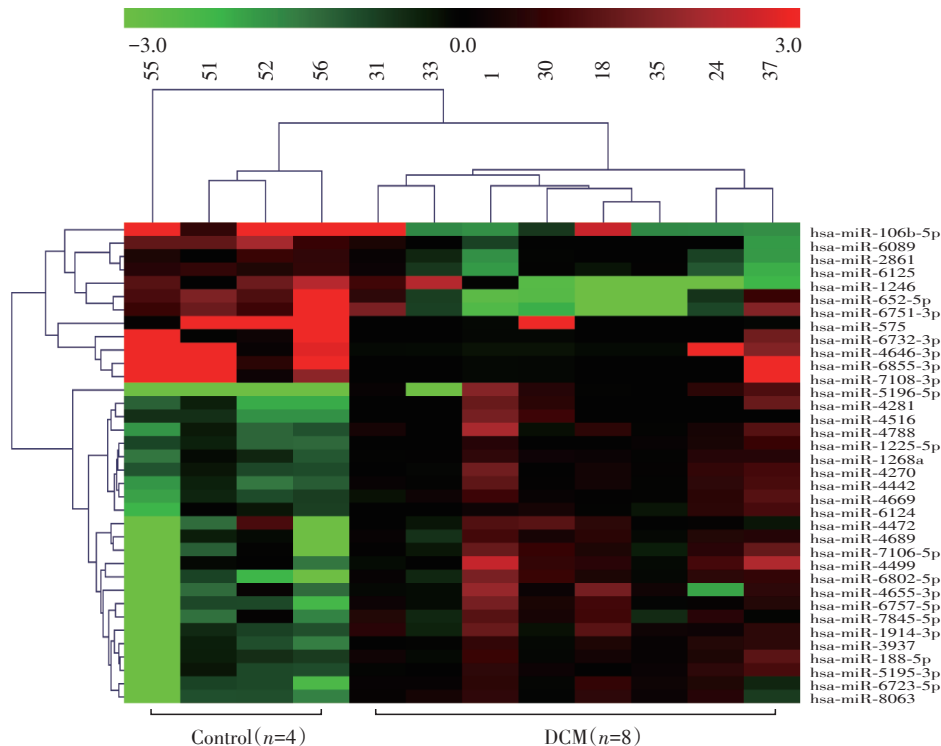 −3.0 0.0 3.0
55 51 52 56 31 33 1 30 18 35 24 37
hsa-miR-106b-5p
hsa-miR-6089
hsa-miR-2861
hsa-miR-6125
hsa-miR-1246
hsa-miR-652-5p
hsa-miR-6751-3p
hsa-miR-575
hsa-miR-6732-3p
hsa-miR-4646-3p
hsa-miR-6855-3p
hsa-miR-7108-3p
hsa-miR-5196-5p
hsa-miR-4281
hsa-miR-4516
hsa-miR-4788
hsa-miR-1225-5p
hsa-miR-1268a
hsa-miR-4270
hsa-miR-4442
hsa-miR-4669
hsa-miR-6124
hsa-miR-4472
hsa-miR-4689
hsa-miR-7106-5p
hsa-miR-4499
hsa-miR-6802-5p
hsa-miR-4655-3p
hsa-miR-6757-5p
hsa-miR-7845-5p
hsa-miR-1914-3p
hsa-miR-3937
hsa-miR-188-5p
hsa-miR-5195-3p
hsa-miR-6723-5p
hsa-miR-8063
Control(n=4) DCM(n=8)